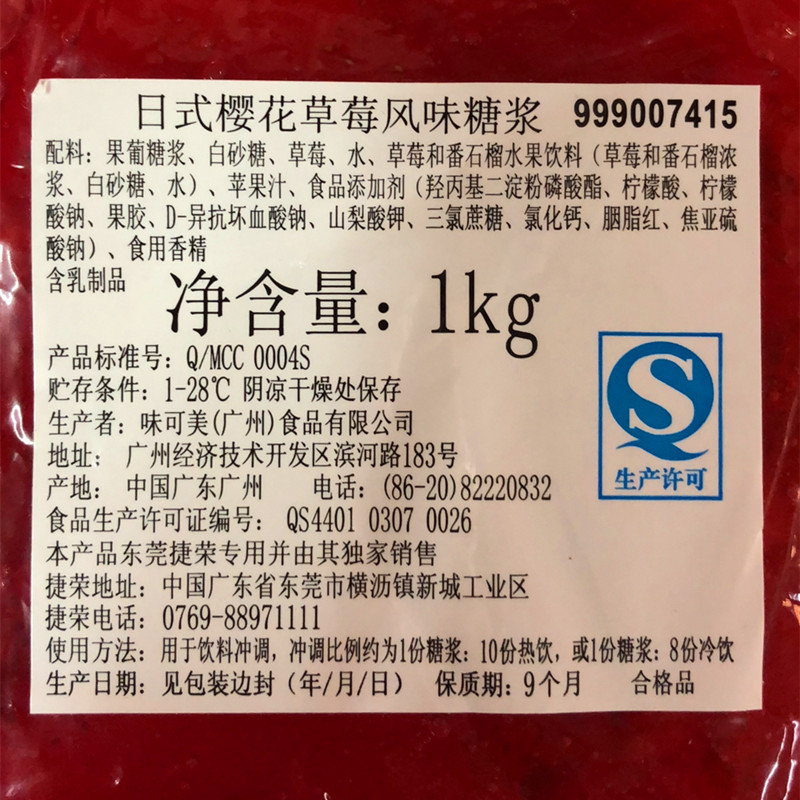 日式樱花草莓风味糖浆 999007415
配料：果葡糖浆、白砂糖、草莓、水、草莓和番石榴水果饮料（草莓和番石榴浓
浆、白砂糖、水）、苹果汁、食品添加剂（羟丙基二淀粉磷酸酯、柠檬酸、柠檬
酸钠、果胶、D-异抗坏血酸钠、山梨酸钾、三氯蔗糖、氯化钙、胭脂红、焦亚硫
酸钠）、食用香精
含乳制品
净含量：1kg
产品标准号：Q/MCC 0004S
贮存条件：1-28℃ 阴凉干燥处保存
生产者：味可美(广州)食品有限公司
地址： 广州经济技术开发区滨河路183号
产地： 中国广东广州 电话：(86-20)82220832
食品生产许可证编号： QS4401 0307 0026
本产品东莞捷荣专用并由其独家销售
捷荣地址：中国广东省东莞市横沥镇新城工业区
捷荣电话：0769-88971111
使用方法：用于饮料冲调，冲调比例约为1份糖浆：10份热饮，或1份糖浆：8份冷饮
生产日期：见包装边封（年/月/日） 保质期：9个月 合格品
S
生产许可